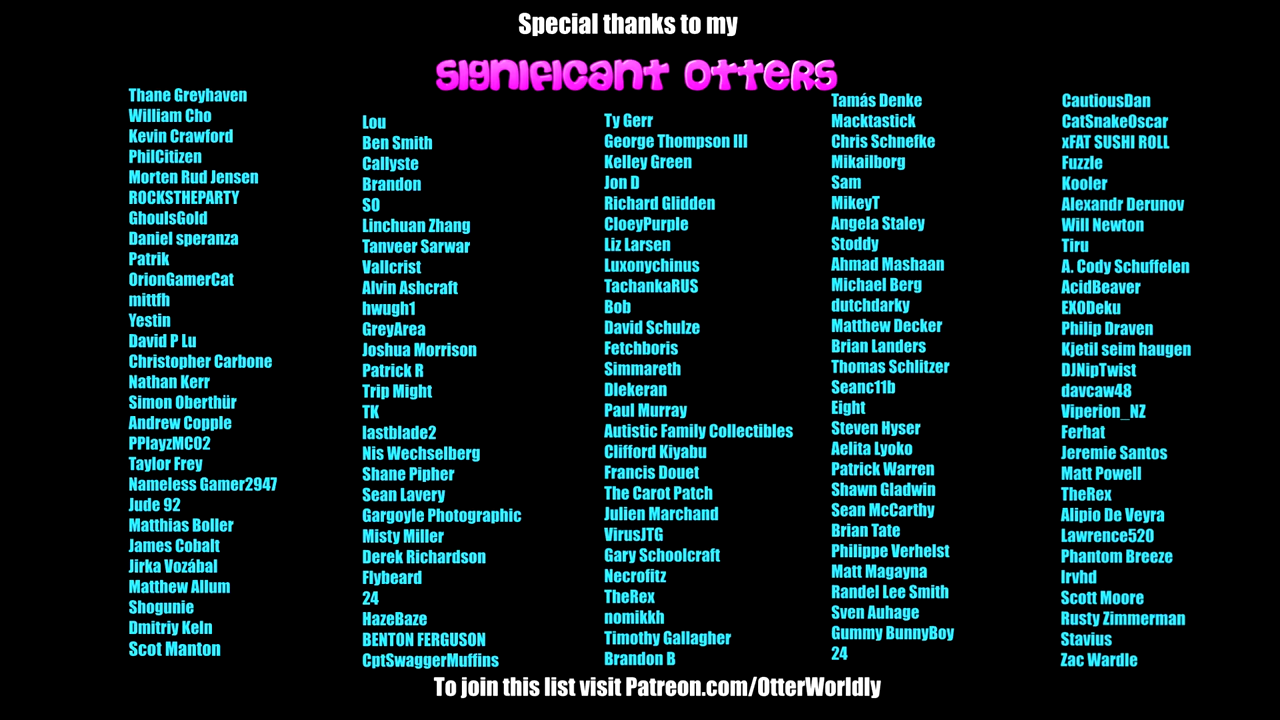 Special thanks to my
Significant Otters
Thane Greyhaven
William Cho
Kevin Crawford
PhilCitizen
Morten Rud Jensen
ROCKSTHEPARTY
GhoulsGold
Daniel speranza
Patrik
OrionGamerCat
mittfh
Yestin
David P Lu
Christopher Carbone
Nathan Kerr
Simon Oberthür
Andrew Copple
PPlayzMCO2
Taylor Frey
Nameless Gamer2947
Jude 92
Matthias Boller
James Cobalt
Jirka Vozábal
Matthew Allum
Shogunie
Dmitriy Keln
Scot Manton
Lou
Ben Smith
Callyste
Brandon
SO
Linchuan Zhang
Tanveer Sarwar
Vallcrist
Alvin Ashcraft
hwugh1
GreyArea
Joshua Morrison
Patrick R
Trip Might
TK
lastblade2
Nis Wechselberg
Shane Pipher
Sean Lavery
Gargoyle Photographic
Misty Miller
Derek Richardson
Flybeard
24
HazeBaze
BENTON FERGUSON
CptSwaggerMuffins
Ty Gerr
George Thompson III
Kelley Green
Jon D
Richard Glidden
CloeyPurple
Liz Larsen
Luxonychinus
TachankaRUS
Bob
David Schulze
Fetchboris
Simmareth
Dlekeran
Paul Murray
Autistic Family Collectibles
Clifford Kiyabu
Francis Douet
The Carot Patch
Julien Marchand
VirusJTG
Gary Schoolcraft
Necrofitz
TheRex
nomikkh
Timothy Gallagher
Brandon B
Tamás Denke
Macktastick
Chris Schnefke
Mikailborg
Sam
MikeyT
Angela Staley
Stoddy
Ahmad Mashaan
Michael Berg
dutchdarky
Matthew Decker
Brian Landers
Thomas Schlitzer
Seanc11b
Eight
Steven Hyser
Aelita Lyoko
Patrick Warren
Shawn Gladwin
Sean McCarthy
Brian Tate
Philippe Verhelst
Matt Magayna
Randel Lee Smith
Sven Auhage
Gummy BunnyBoy
24
CautiousDan
CatSnakeOscar
xFAT SUSHI ROLL
Fuzzle
Kooler
Alexandr Derunov
Will Newton
Tiru
A. Cody Schuffelen
AcidBeaver
EXODeku
Philip Draven
Kjetil seim haugen
DJNipTwist
davcaw48
Viperion_NZ
Ferhat
Jeremie Santos
Matt Powell
TheRex
Alipio De Veyra
Lawrence520
Phantom Breeze
lrvhd
Scott Moore
Rusty Zimmerman
Stavius
Zac Wardle
To join this list visit Patreon.com/OtterWorldly